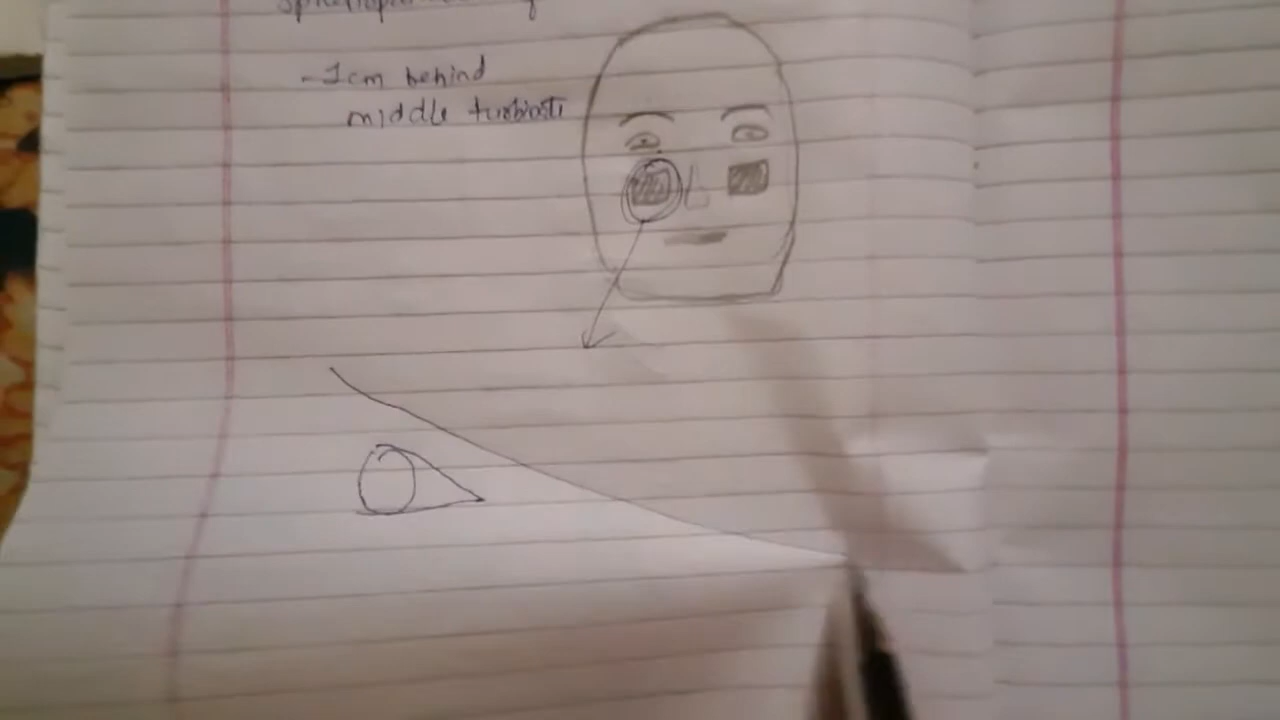 - 1cm behind
middle turbinate